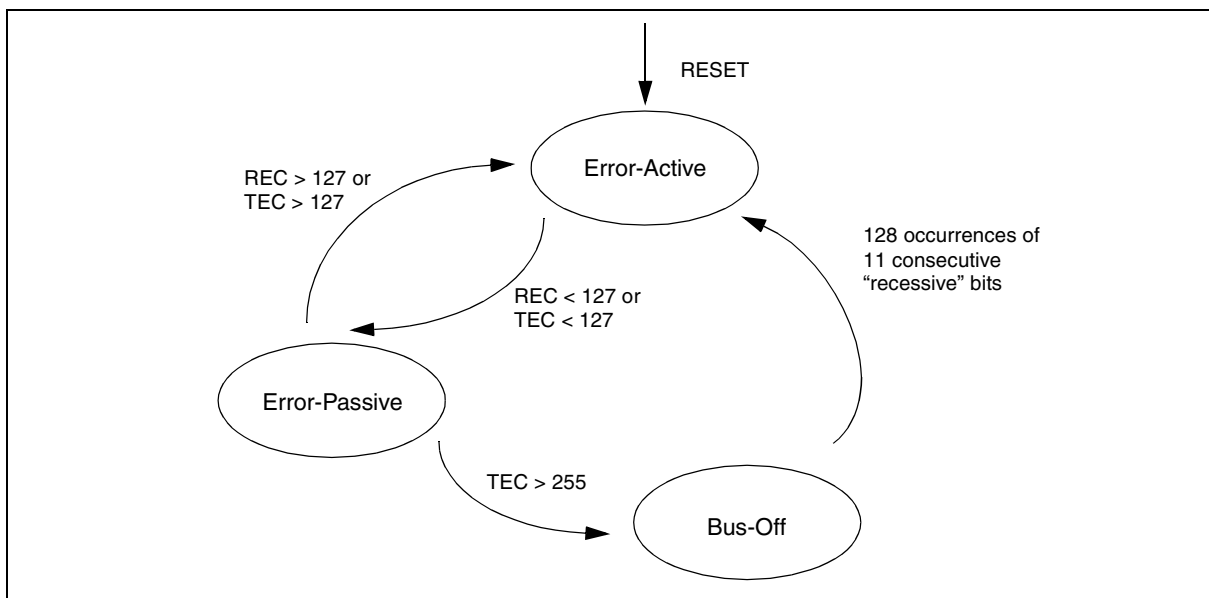 RESET
Error-Active
REC > 127 or
TEC > 127
128 occurrences of
11 consecutive
“recessive” bits
REC < 127 or
TEC < 127
Error-Passive
TEC > 255
Bus-Off